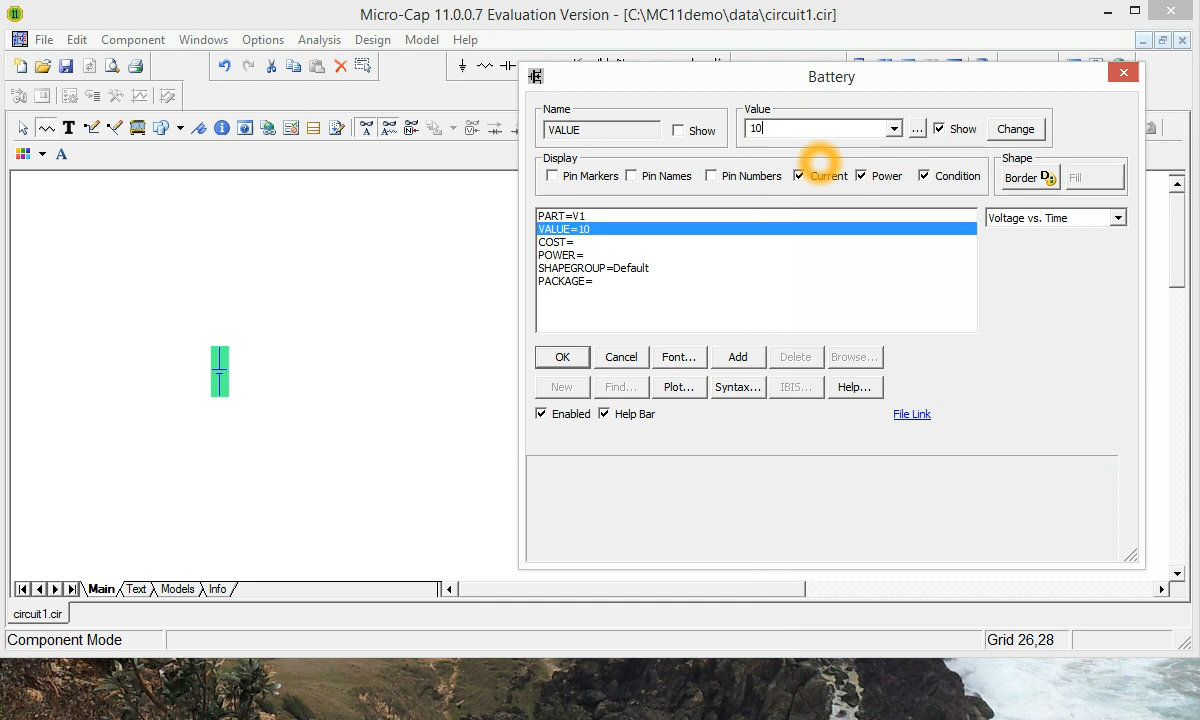 Micro-Cap 11.0.0.7 Evaluation Version - [C:\MC11demo\data\circuit1.cir]
File Edit Component Windows Options Analysis Design Model Help
Battery
Name
VALUE
Show
Value
10
...
Show
Change
Display
Pin Markers Pin Names Pin Numbers Current Power Condition
Shape
Border
Fill
PART=V1
VALUE=10
COST=
POWER=
SHAPEGROUP=Default
PACKAGE=
Voltage vs. Time
OK Cancel Font... Add Delete Browse...
New Find... Plot... Syntax... IBIS... Help...
Enabled Help Bar
File Link
Main Text Models Info
circuit1.cir
Component Mode
Grid 26,28